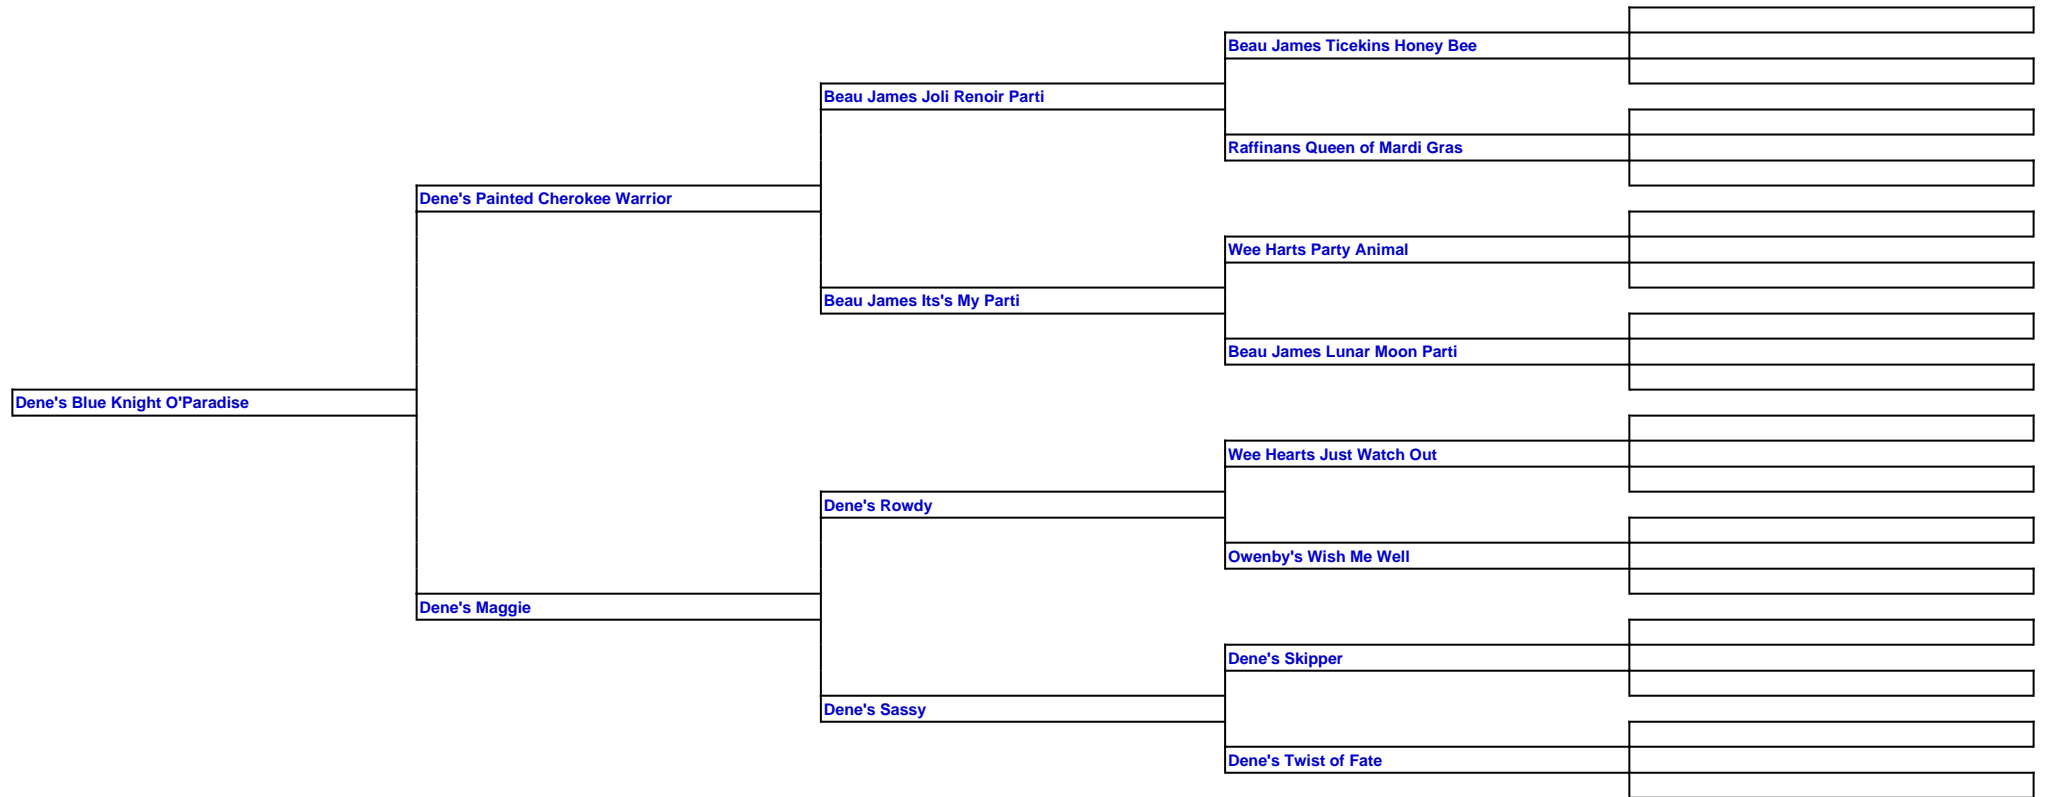 Beau James Ticekins Honey Bee
Beau James Joli Renoir Parti
Raffinans Queen of Mardi Gras
Dene's Painted Cherokee Warrior
Wee Harts Party Animal
Beau James Its's My Parti
Beau James Lunar Moon Parti
Dene's Blue Knight O'Paradise
Wee Hearts Just Watch Out
Dene's Rowdy
Owenby's Wish Me Well
Dene's Maggie
Dene's Skipper
Dene's Sassy
Dene's Twist of Fate